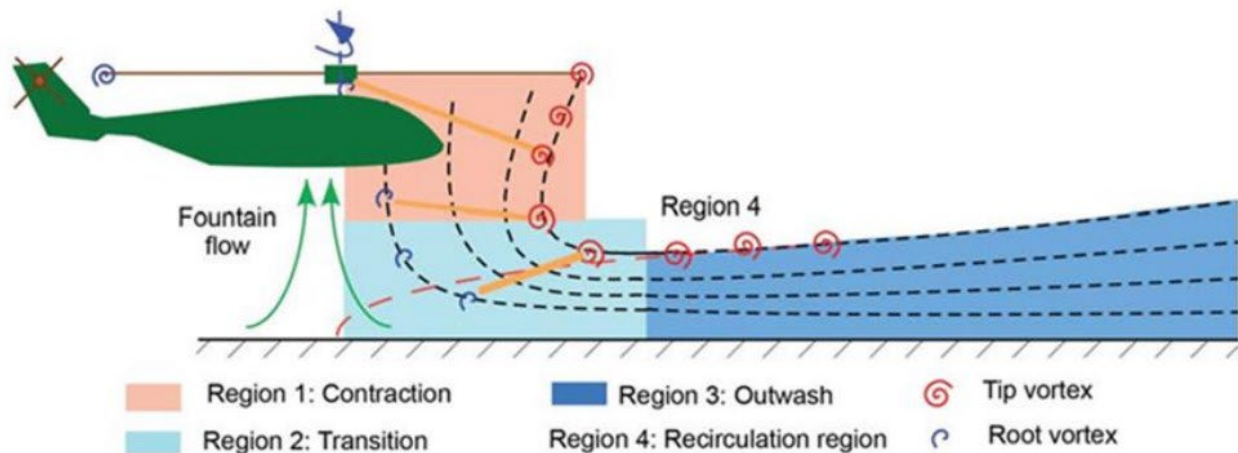 Fountain
flow
Region 4
Region 1: Contraction
Region 3: Outwash
Tip vortex
Region 2: Transition
Region 4: Recirculation region
Root vortex